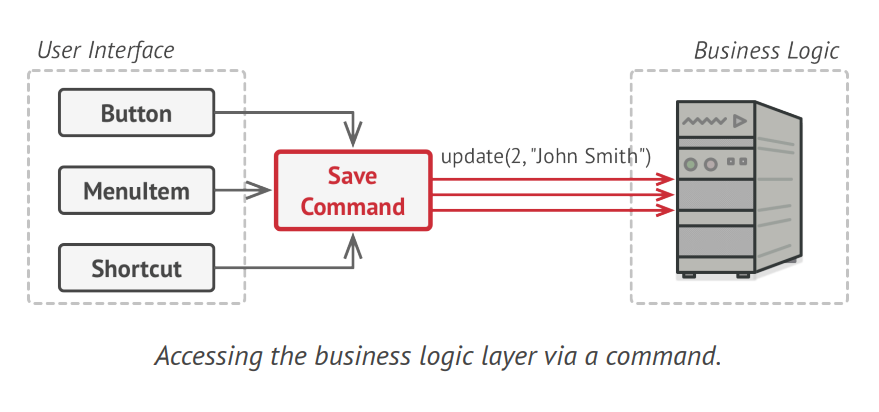 User Interface
Business Logic
Button
update(2, "John Smith")
MenuItem
Save
Command
Shortcut
Accessing the business logic layer via a command.